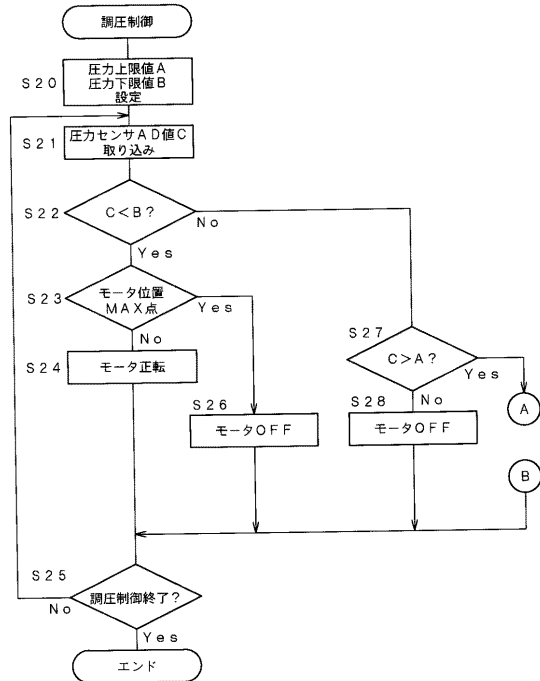 調圧制御
S20
圧力上限値A
圧力下限値B
設定
S21
圧力センサAD値C
取り込み
S22
C<B?
No
Yes
S23
モータ位置
MAX点
Yes
No
S24
モータ正転
S26
モータOFF
S27
C>A?
Yes
No
S28
モータOFF
A
B
S25
調圧制御終了?
No
Yes
エンド